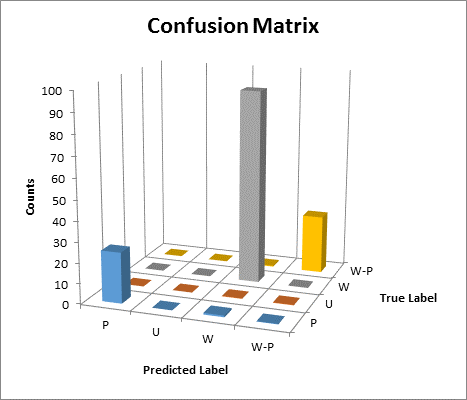 Confusion Matrix
100
90
80
70
60
50
40
30
20
10
0
Counts
P
U
W
W-P
Predicted Label
P
U
W
W-P
True Label